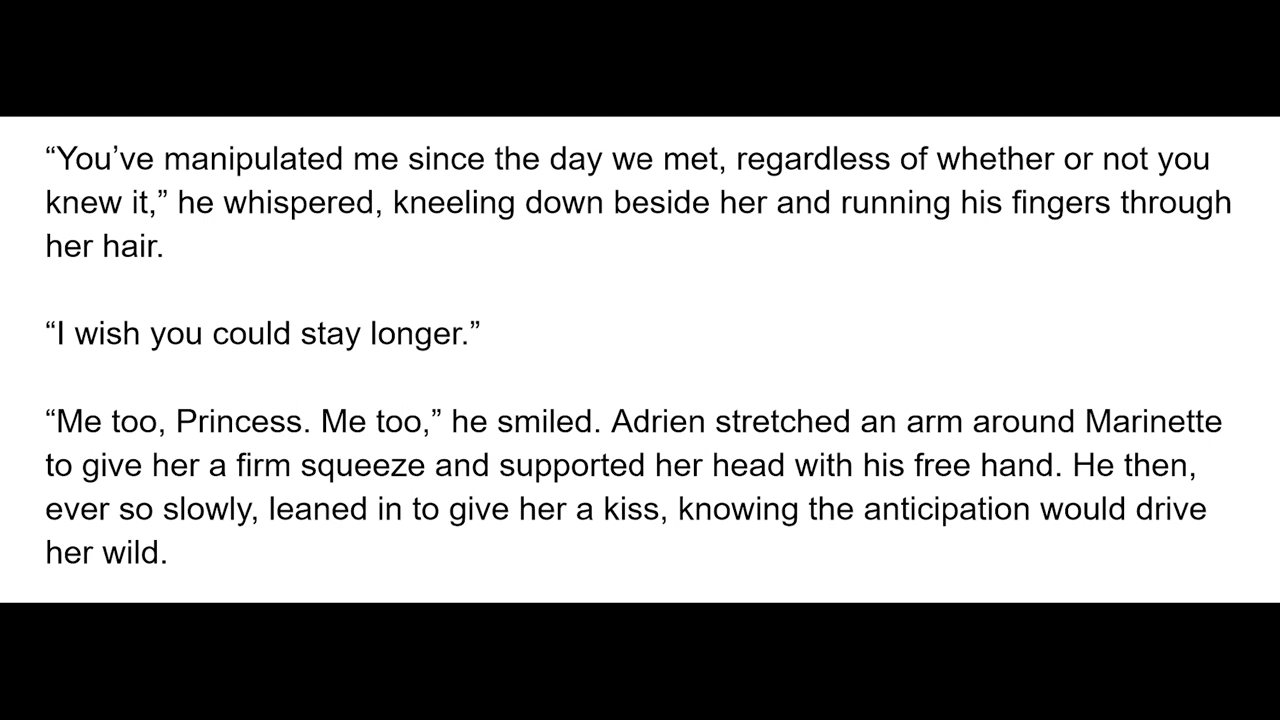 “You’ve manipulated me since the day we met, regardless of whether or not you
knew it,” he whispered, kneeling down beside her and running his fingers through
her hair.
“I wish you could stay longer.”
“Me too, Princess. Me too,” he smiled. Adrien stretched an arm around Marinette
to give her a firm squeeze and supported her head with his free hand. He then,
ever so slowly, leaned in to give her a kiss, knowing the anticipation would drive
her wild.